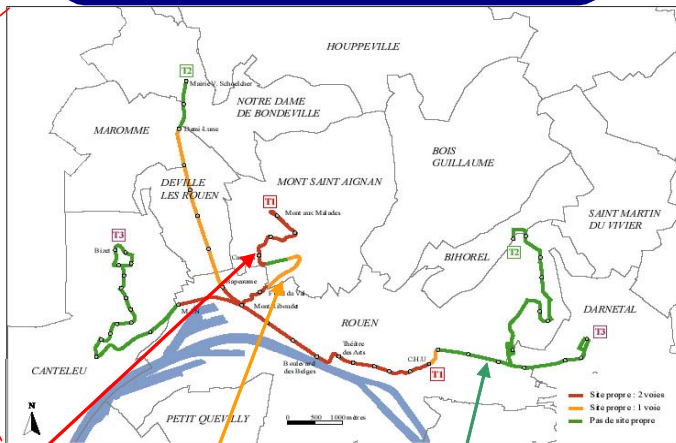 HOUPPEVILLE
T2
Mairie V. Schoelcher
NOTRE DAME
DE BONDEVILLE
MAROMME
Demi-Lune
BOIS
GUILLAUME
DEVILLE
LES ROUEN
MONT SAINT AIGNAN
T1
Mont aux Malades
SAINT MARTIN
DU VIVIER
T3
Bizet
T2
BIHOREL
Mont Riboudet
ROUEN
DARNETAL
T3
Théâtre
des Arts
CHU
T1
Boulevard
des Belges
CANTELEU
PETIT QUEVILLY
N
0 500 1000 mètres
Site propre : 2 voies
Site propre : 1 voie
Pas de site propre